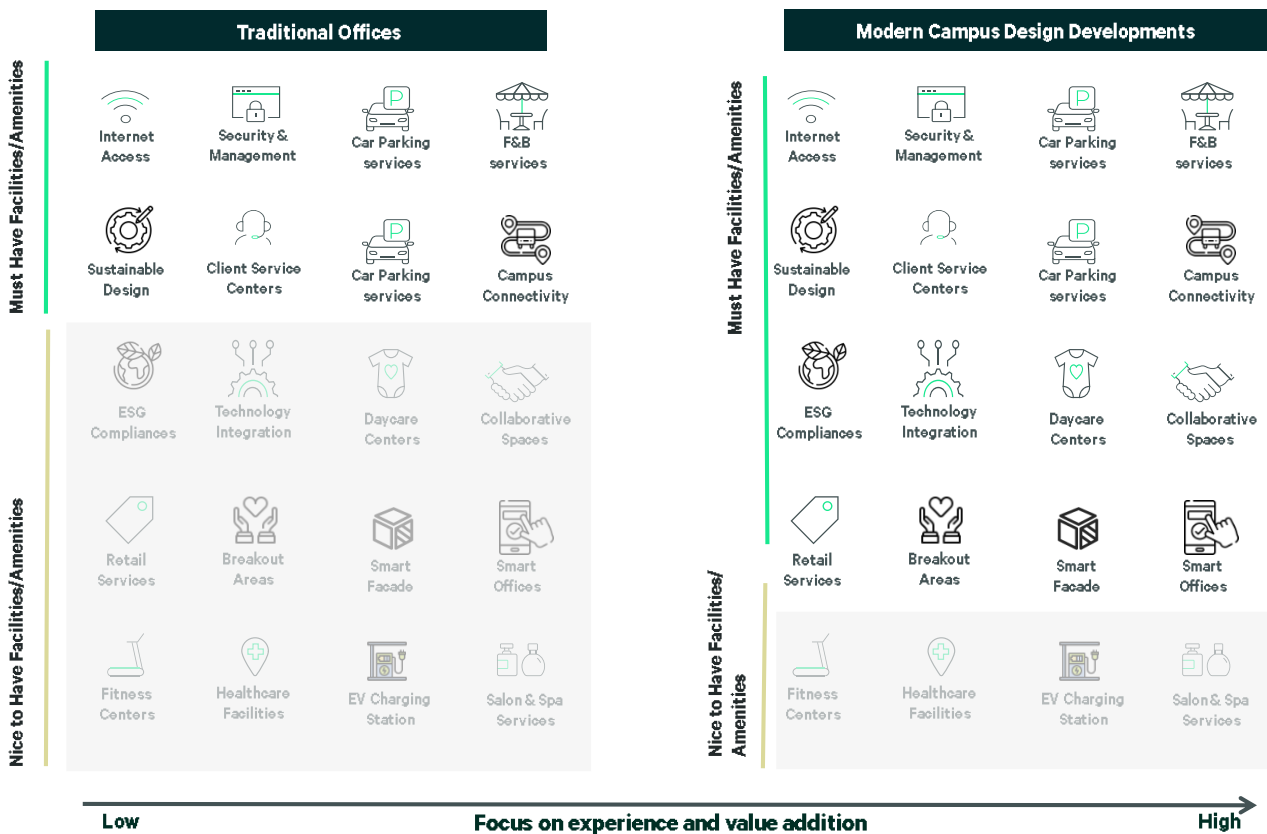 Traditional Offices
Must Have Facilities/Amenities
Internet
Access
Security &
Management
P
Car Parking
services
F&B
services
Sustainable
Design
Client Service
Centers
P
Car Parking
services
Campus
Connectivity
Nice to Have Facilities/Amenities
ESG
Compliances
Technology
Integration
Daycare
Centers
Collaborative
Spaces
Retail
Services
Breakout
Areas
Smart
Facade
Smart
Offices
Fitness
Centers
Healthcare
Facilities
EV Charging
Station
Salon & Spa
Services
Modern Campus Design Developments
Must Have Facilities/Amenities
Internet
Access
Security &
Management
P
Car Parking
services
F&B
services
Sustainable
Design
Client Service
Centers
P
Car Parking
services
Campus
Connectivity
ESG
Compliances
Technology
Integration
Daycare
Centers
Collaborative
Spaces
Retail
Services
Breakout
Areas
Smart
Facade
Smart
Offices
Nice to Have Facilities/
Amenities
Fitness
Centers
Healthcare
Facilities
EV Charging
Station
Salon & Spa
Services
Low
Focus on experience and value addition
High